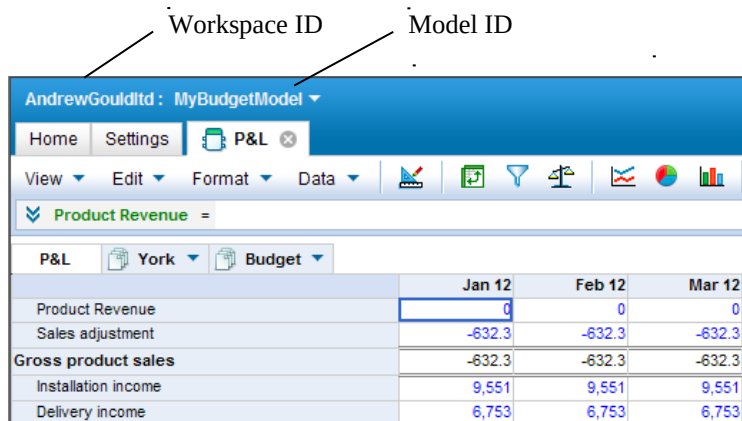 Workspace ID Model ID
AndrewGouldltd : MyBudgetModel
Home Settings P&L
View Edit Format Data
Product Revenue =
P&L York Budget
Jan 12 Feb 12 Mar 12
Product Revenue 0 0 0
Sales adjustment -632.3 -632.3 -632.3
Gross product sales -632.3 -632.3 -632.3
Installation income 9,551 9,551 9,551
Delivery income 6,753 6,753 6,753